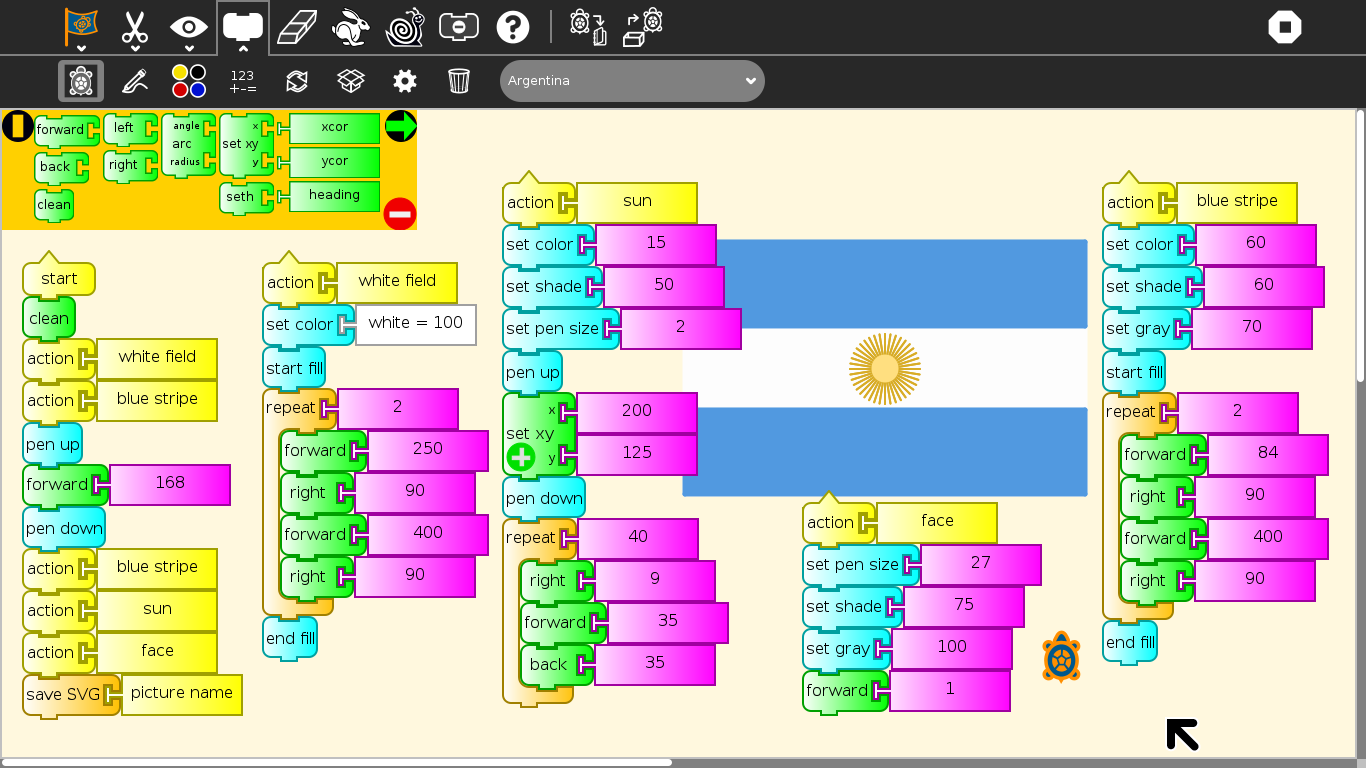 ?
123
+-=
Argentina
forward
back
clean
left
right
angle
arc
radius
x
set xy
y
seth
xcor
ycor
heading
start
clean
action white field
action blue stripe
pen up
forward 168
pen down
action blue stripe
action sun
action face
save SVG picture name
action white field
set color white = 100
start fill
repeat 2
forward 250
right 90
forward 400
right 90
end fill
action sun
set color 15
set shade 50
set pen size 2
pen up
x 200
set xy
y 125
pen down
repeat 40
right 9
forward 35
back 35
action face
set pen size 27
set shade 75
set gray 100
forward 1
action blue stripe
set color 60
set shade 60
set gray 70
start fill
repeat 2
forward 84
right 90
forward 400
right 90
end fill